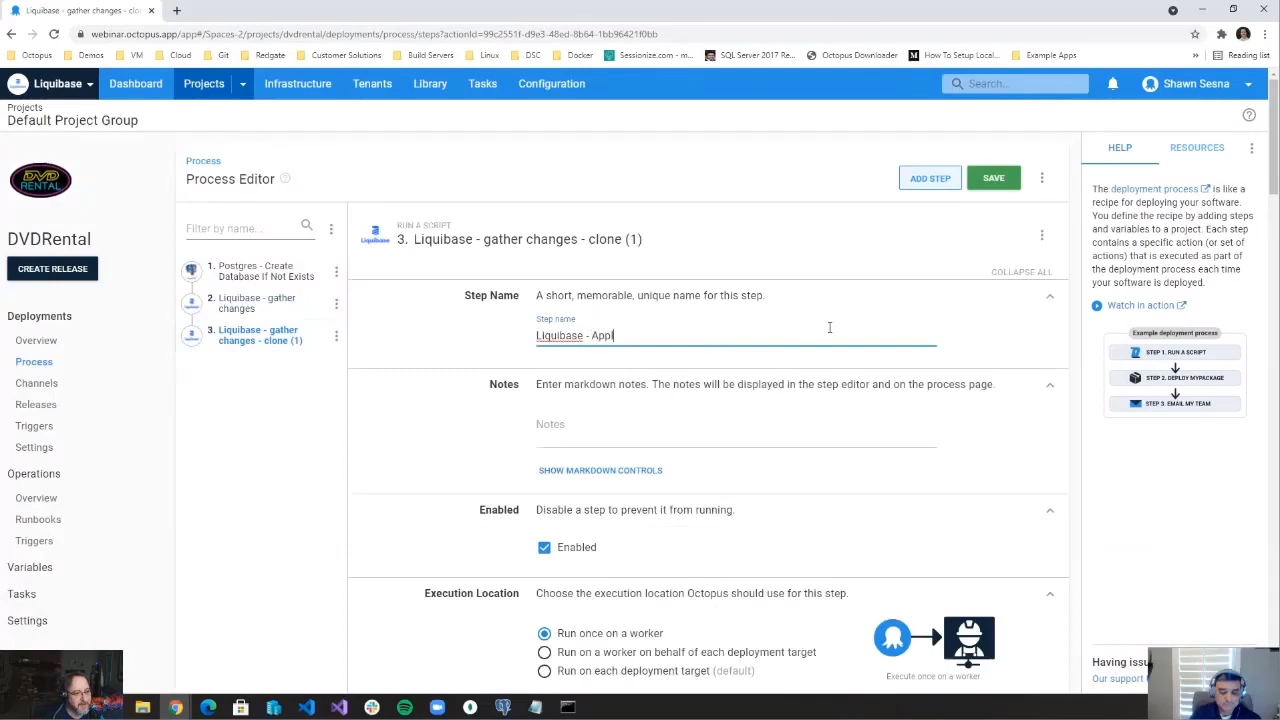 Liquibase - gather changes - clo
webinar.octopus.app/app#/Spaces-2/dvdrental/deployments/process/steps?actionId=99c2551f-d9e3-48ed-8b64-1bb96421f0bb
Octopus Demos VM Cloud Git Redgate Customer Solutions Build Servers Linux DSC Docker Sessionize.com - m... SQL Server 2017 Re... Octopus Downloader How To Setup Local... Example Apps » Reading list
Liquibase Dashboard Projects Infrastructure Tenants Library Tasks Configuration Search... Shawn Sesna
Projects
Default Project Group
DVD
RENTAL
DVDRental
CREATE RELEASE
Deployments
Overview
Process
Channels
Releases
Triggers
Settings
Operations
Overview
Runbooks
Triggers
Variables
Tasks
Settings
Process
Process Editor
ADD STEP
SAVE
Filter by name...
1. Postgres - Create
Database If Not Exists
2. Liquibase - gather
changes
3. Liquibase - gather
changes - clone (1)
Liquibase
RUN A SCRIPT
3. Liquibase - gather changes - clone (1)
COLLAPSE ALL
Step Name A short, memorable, unique name for this step.
Step name
Liquibase - Appl
Notes Enter markdown notes. The notes will be displayed in the step editor and on the process page.
Notes
SHOW MARKDOWN CONTROLS
Enabled Disable a step to prevent it from running.
Enabled
Execution Location Choose the execution location Octopus should use for this step.
Run once on a worker
Run on a worker on behalf of each deployment target
Run on each deployment target (default)
Execute once on a worker
HELP RESOURCES
The deployment process is like a
recipe for deploying your software.
You define the recipe by adding steps
and variables to a project. Each step
contains a specific action (or set of
actions) that is executed as part of
the deployment process each time
your software is deployed.
Watch in action
Example deployment process
STEP 1. RUN A SCRIPT
STEP 2. DEPLOY MYPACKAGE
STEP 3. EMAIL MY TEAM
Having issu
Our support